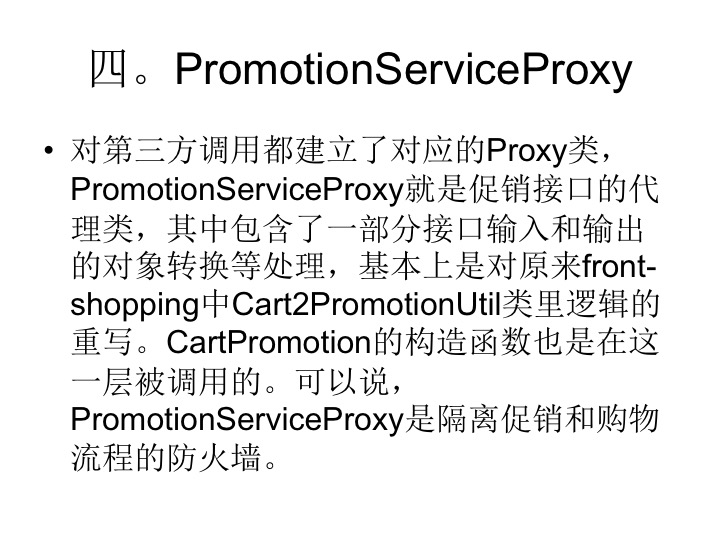 四。PromotionServiceProxy
• 对第三方调用都建立了对应的Proxy类，
PromotionServiceProxy就是促销接口的代
理类，其中包含了一部分接口输入和输出
的对象转换等处理，基本上是对原来front-
shopping中Cart2PromotionUtil类里逻辑的
重写。CartPromotion的构造函数也是在这
一层被调用的。可以说，
PromotionServiceProxy是隔离促销和购物
流程的防火墙。